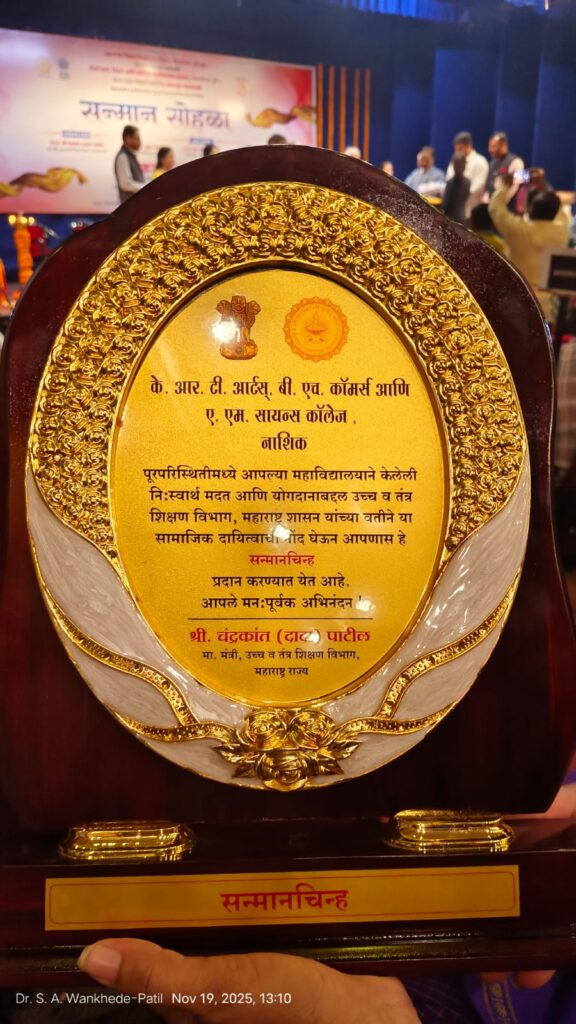 सन्मान सोहळा
के. आर. टी. आर्टस्, बी. एच. कॉमर्स आणि
ए. एम. सायन्स कॉलेज,
नाशिक
पूरपरिस्थितीमध्ये आपल्या महाविद्यालयाने केलेली
नि:स्वार्थ मदत आणि योगदानाबद्दल उच्च व तंत्र
शिक्षण विभाग, महाराष्ट्र शासन यांच्या वतीने या
सामाजिक दायित्वाची नोंद घेऊन आपणास हे
सन्मानचिन्ह
प्रदान करण्यात येत आहे.
आपले मन:पूर्वक अभिनंदन !
श्री. चंद्रकांत (दादा) पाटील
मा. मंत्री, उच्च व तंत्र शिक्षण विभाग,
महाराष्ट्र राज्य
सन्मानचिन्ह
Dr. S. A. Wankhede-Patil Nov 19, 2025, 13:10